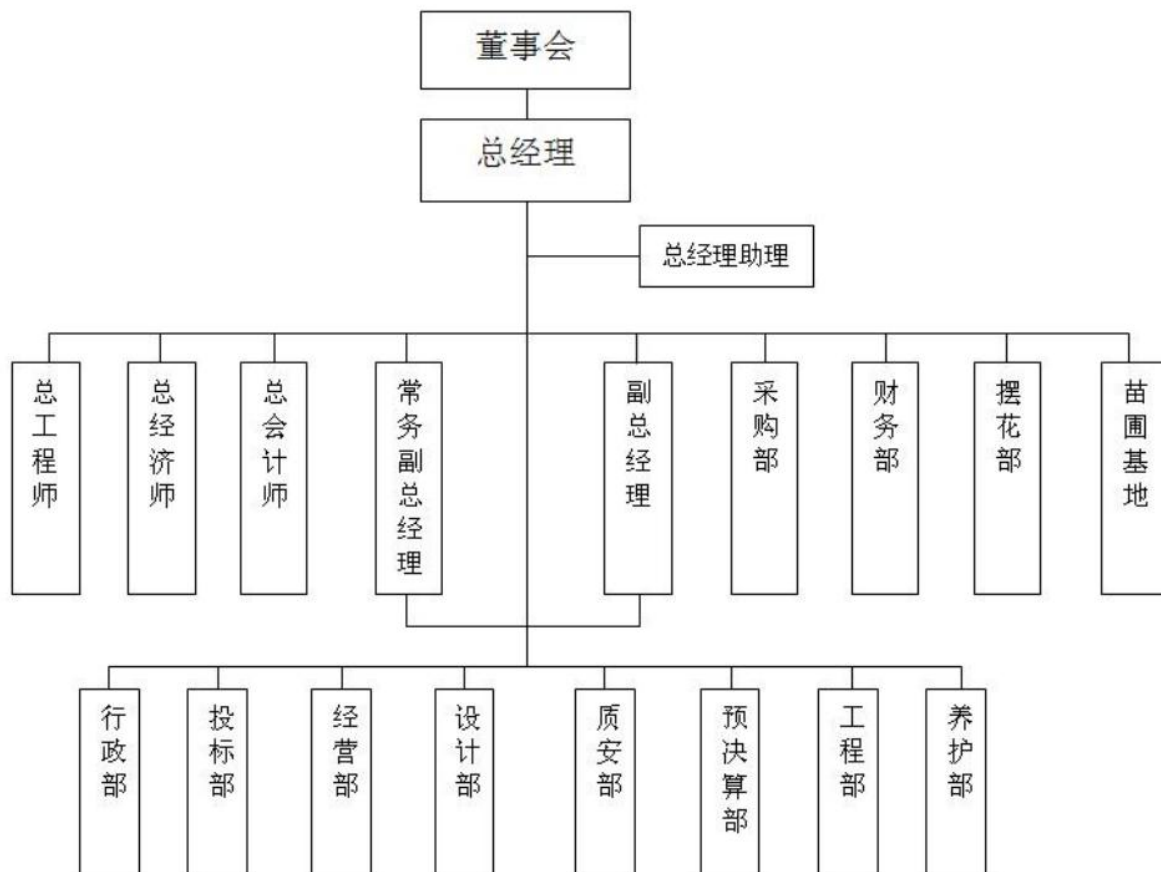 董事会
总经理
总经理助理
总工程师
总经济师
总会计师
常务副总经理
副总经理
采购部
财务部
摆花部
苗圃基地
行政部
投标部
经营部
设计部
质安部
预决算部
工程部
养护部